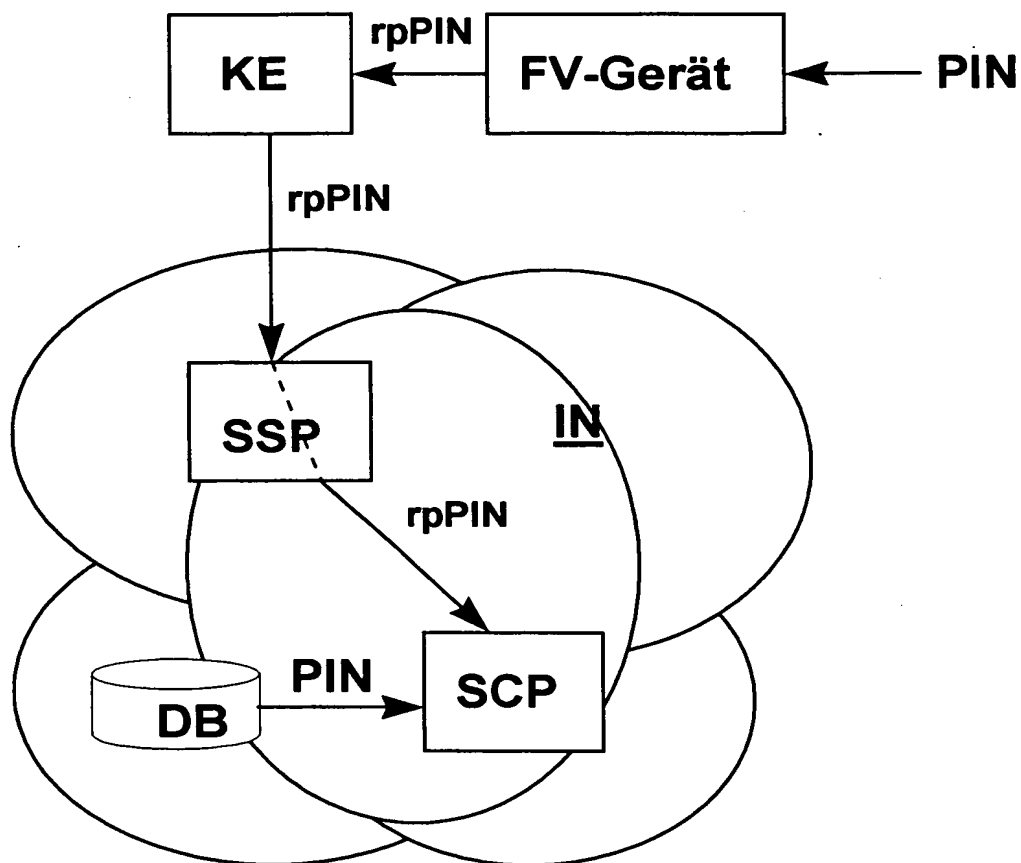 rpPIN
KE
FV-Gerät
PIN
rpPIN
IN
SSP
rpPIN
PIN
SCP
DB